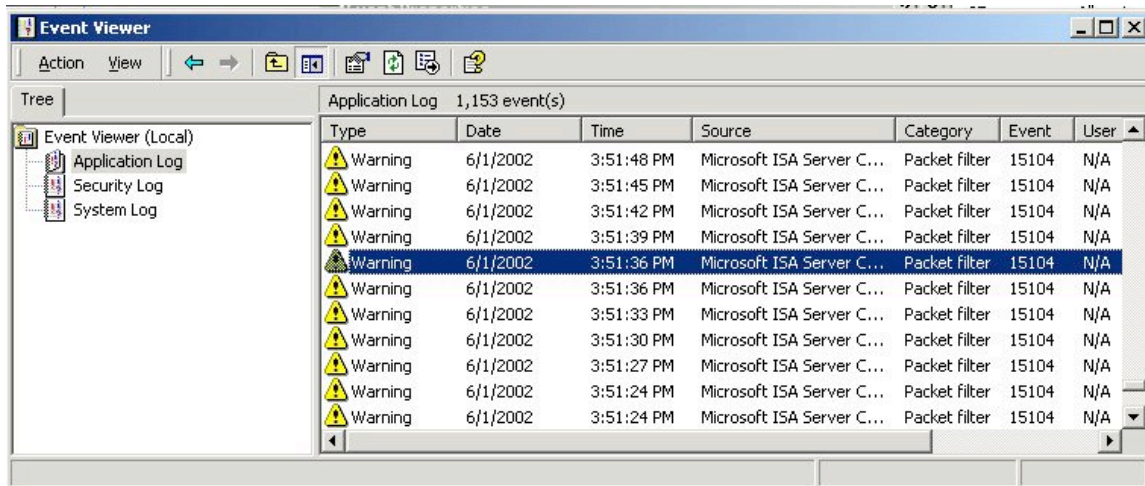 Event Viewer
Action View
Tree
Application Log 1,153 event(s)
Event Viewer (Local)
Application Log
Security Log
System Log
Type Date Time Source Category Event User
Warning 6/1/2002 3:51:48 PM Microsoft ISA Server C... Packet filter 15104 N/A
Warning 6/1/2002 3:51:45 PM Microsoft ISA Server C... Packet filter 15104 N/A
Warning 6/1/2002 3:51:42 PM Microsoft ISA Server C... Packet filter 15104 N/A
Warning 6/1/2002 3:51:39 PM Microsoft ISA Server C... Packet filter 15104 N/A
Warning 6/1/2002 3:51:36 PM Microsoft ISA Server C... Packet filter 15104 N/A
Warning 6/1/2002 3:51:36 PM Microsoft ISA Server C... Packet filter 15104 N/A
Warning 6/1/2002 3:51:33 PM Microsoft ISA Server C... Packet filter 15104 N/A
Warning 6/1/2002 3:51:30 PM Microsoft ISA Server C... Packet filter 15104 N/A
Warning 6/1/2002 3:51:27 PM Microsoft ISA Server C... Packet filter 15104 N/A
Warning 6/1/2002 3:51:24 PM Microsoft ISA Server C... Packet filter 15104 N/A
Warning 6/1/2002 3:51:24 PM Microsoft ISA Server C... Packet filter 15104 N/A